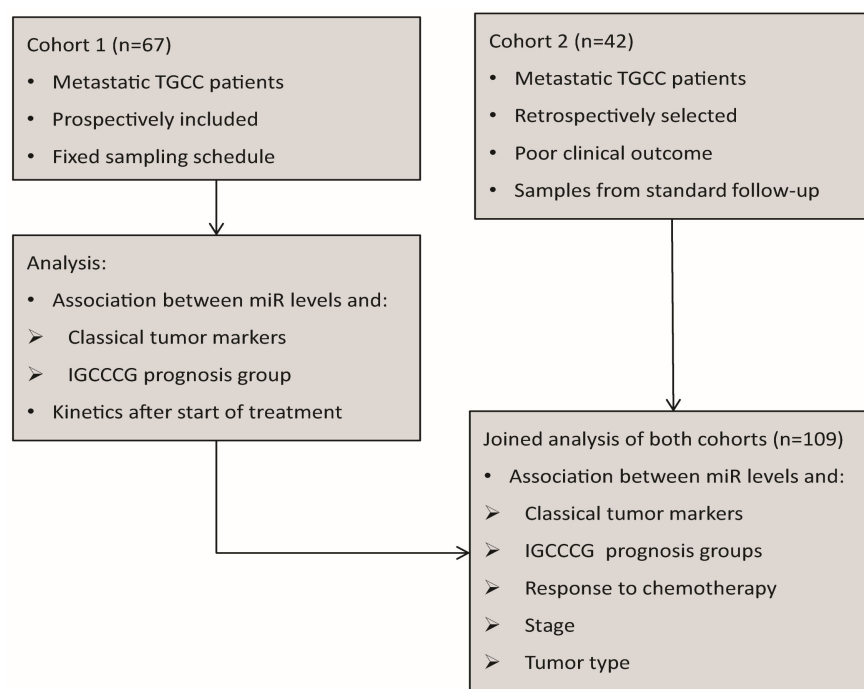 Cohort 1 (n=67)
• Metastatic TGCC patients
• Prospectively included
• Fixed sampling schedule
Cohort 2 (n=42)
• Metastatic TGCC patients
• Retrospectively selected
• Poor clinical outcome
• Samples from standard follow-up
Analysis:
• Association between miR levels and:
➢ Classical tumor markers
➢ IGCCCG prognosis group
• Kinetics after start of treatment
Joined analysis of both cohorts (n=109)
• Association between miR levels and:
➢ Classical tumor markers
➢ IGCCCG prognosis groups
➢ Response to chemotherapy
➢ Stage
➢ Tumor type